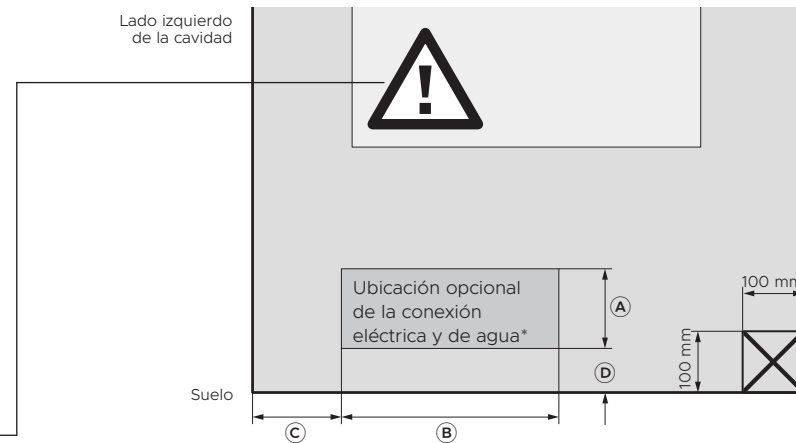 Lado izquierdo
de la cavidad
!
Ubicación opcional
de la conexión
eléctrica y de agua*
A
100 mm
100 mm
D
Suelo
C
B